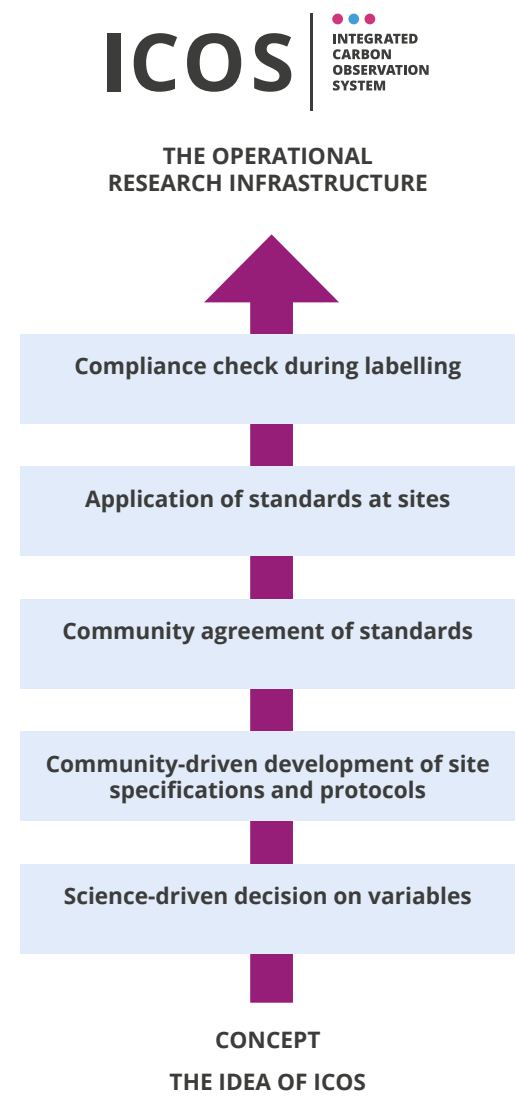 ICOS
INTEGRATED
CARBON
OBSERVATION
SYSTEM
THE OPERATIONAL
RESEARCH INFRASTRUCTURE
Compliance check during labelling
Application of standards at sites
Community agreement of standards
Community-driven development of site
specifications and protocols
Science-driven decision on variables
CONCEPT
THE IDEA OF ICOS